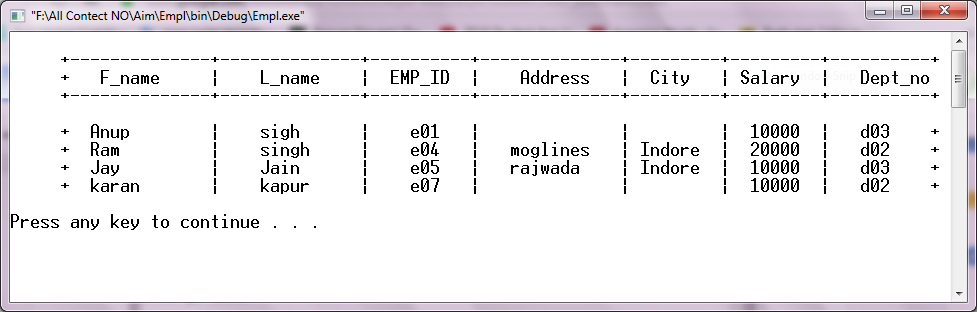 "F:\All Contect NO\Aim\Empl\bin\Debug\Empl.exe"
+--------------+--------------+----------+--------------+---------+---------+----------+
+   F_name     |    L_name    |  EMP_ID  |    Address   |  City   | Salary  |   Dept_no
+--------------+--------------+----------+--------------+---------+---------+----------+
+  Anup        |    sigh      |    e01   |              |         |  10000  |   d03    +
+  Ram         |    singh     |    e04   |   moglines   | Indore  |  20000  |   d02    +
+  Jay         |    Jain      |    e05   |   rajwada    | Indore  |  10000  |   d03    +
+  karan       |    kapur     |    e07   |              |         |  10000  |   d02    +
Press any key to continue . . .